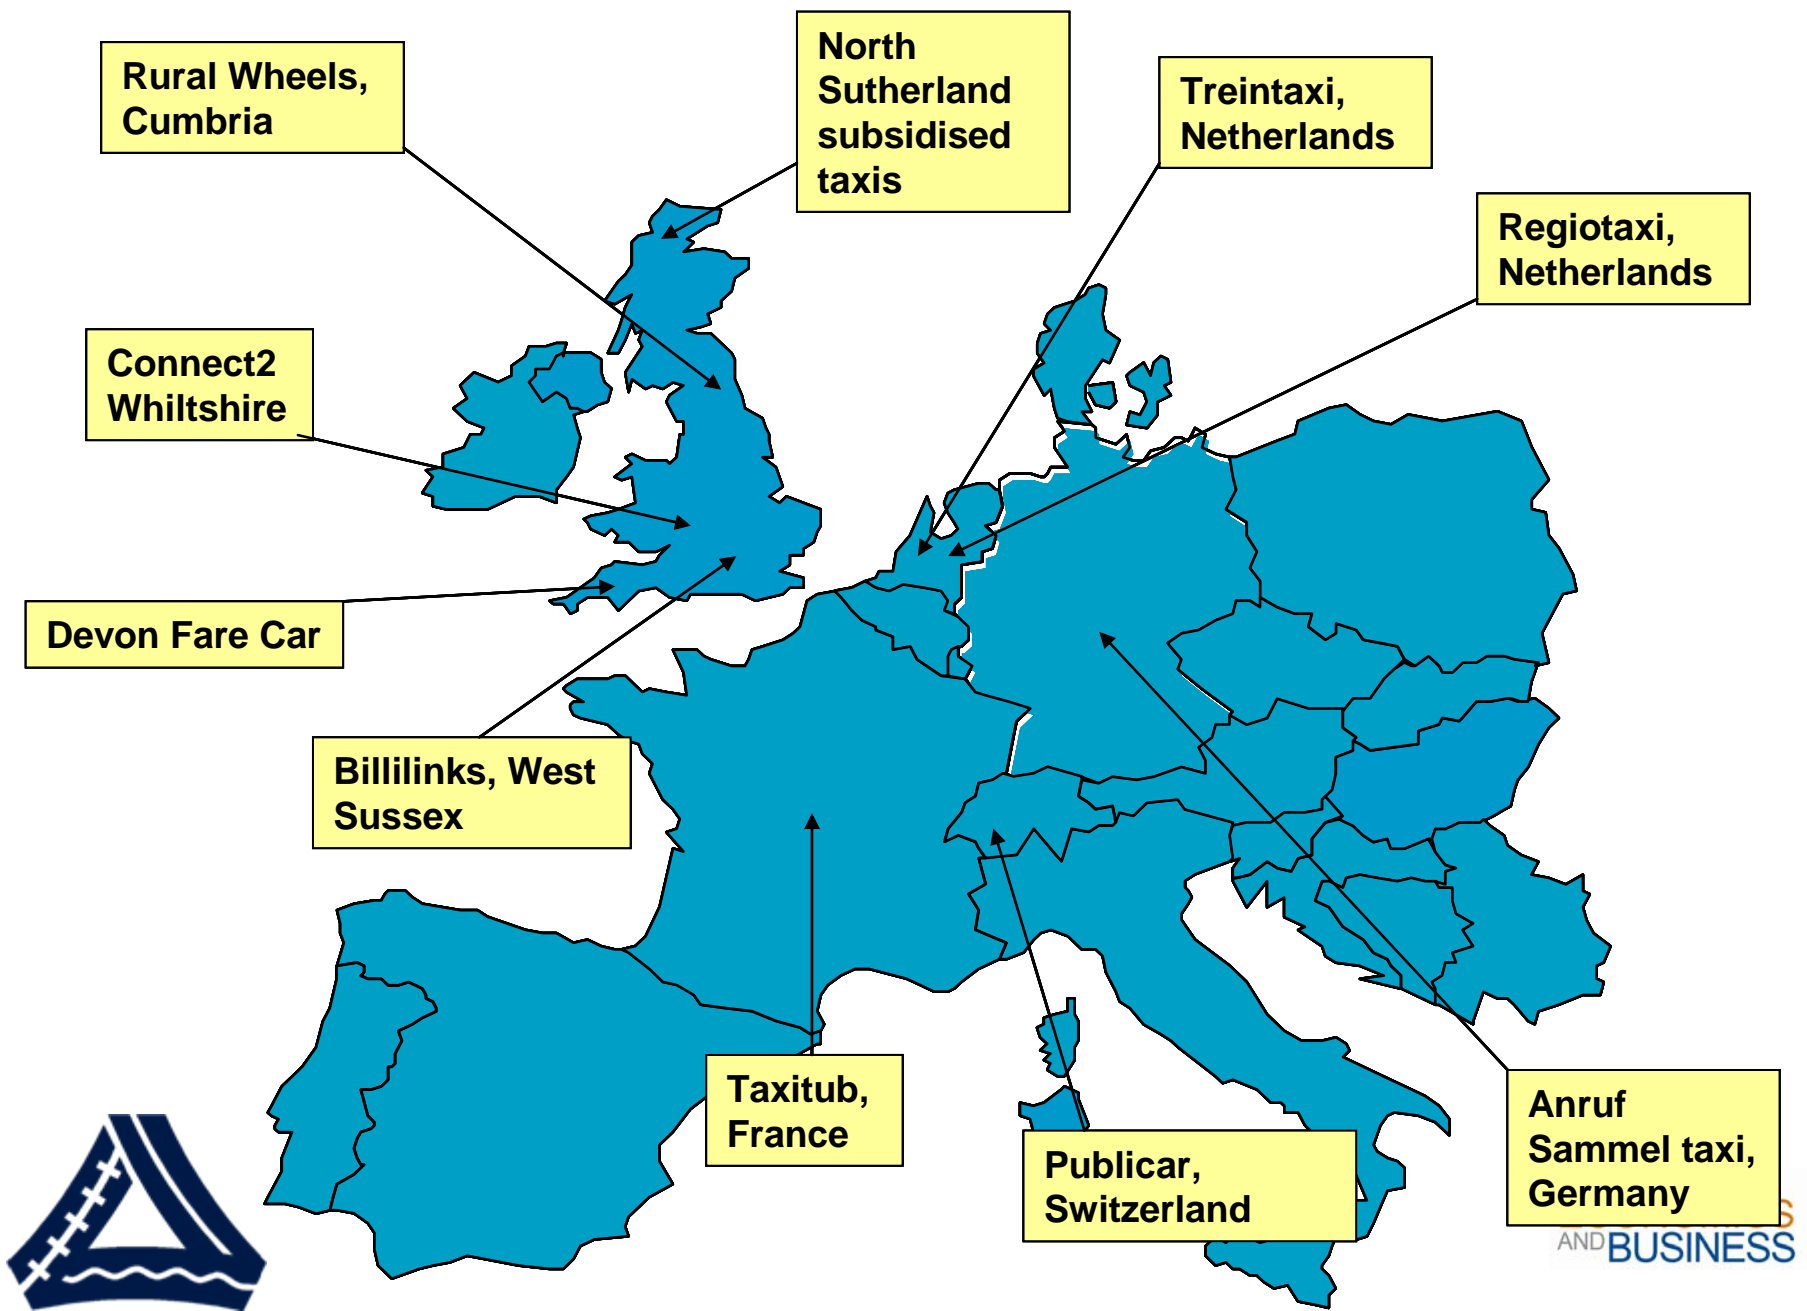 Rural Wheels,
Cumbria
North
Sutherland
subsidised
taxis
Treintaxi,
Netherlands
Regiotaxi,
Netherlands
Connect2
Whiltshire
Devon Fare Car
Billilinks, West
Sussex
Taxitub,
France
Publicar,
Switzerland
Anruf
Sammel taxi,
Germany
AND BUSINESS